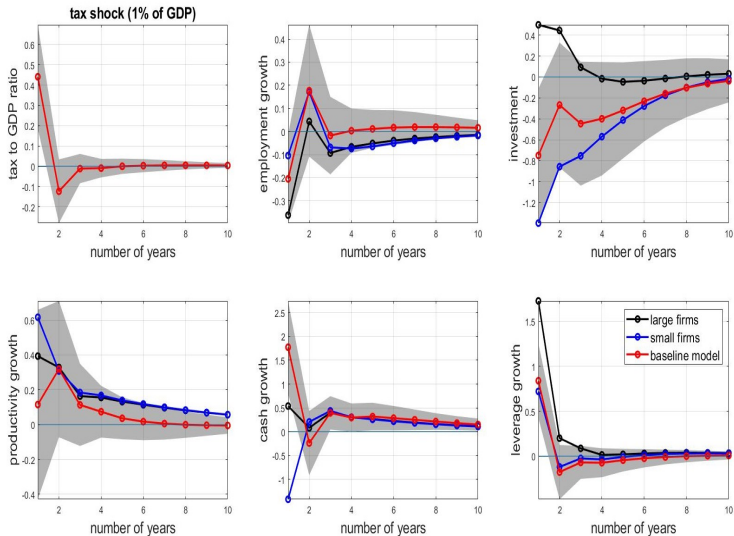 tax shock (1% of GDP)
tax to GDP ratio
0.6
0.5
0.4
0.3
0.2
0.1
0
-0.1
-0.2
2 4 6 8 10
number of years
employment growth
0.4
0.3
0.2
0.1
0
-0.1
-0.2
-0.3
2 4 6 8 10
number of years
investment
0.4
0.2
0
-0.2
-0.4
-0.6
-0.8
-1
-1.2
2 4 6 8 10
number of years
productivity growth
0.6
0.4
0.2
0
-0.2
-0.4
2 4 6 8 10
number of years
cash growth
2.5
2
1.5
1
0.5
0
-0.5
-1
2 4 6 8 10
number of years
leverage growth
1.5
1
0.5
0
2 4 6 8 10
number of years
large firms
small firms
baseline model